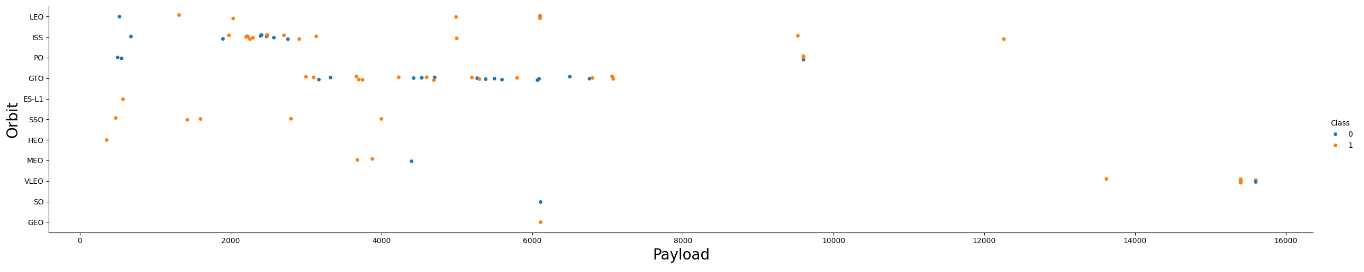 LEO
ISS
PO
GTO
ES-L1
SSO
HEO
MEO
VLEO
SO
GEO
Orbit
0 2000 4000 6000 8000 10000 12000 14000 16000
Payload
Class
0
1